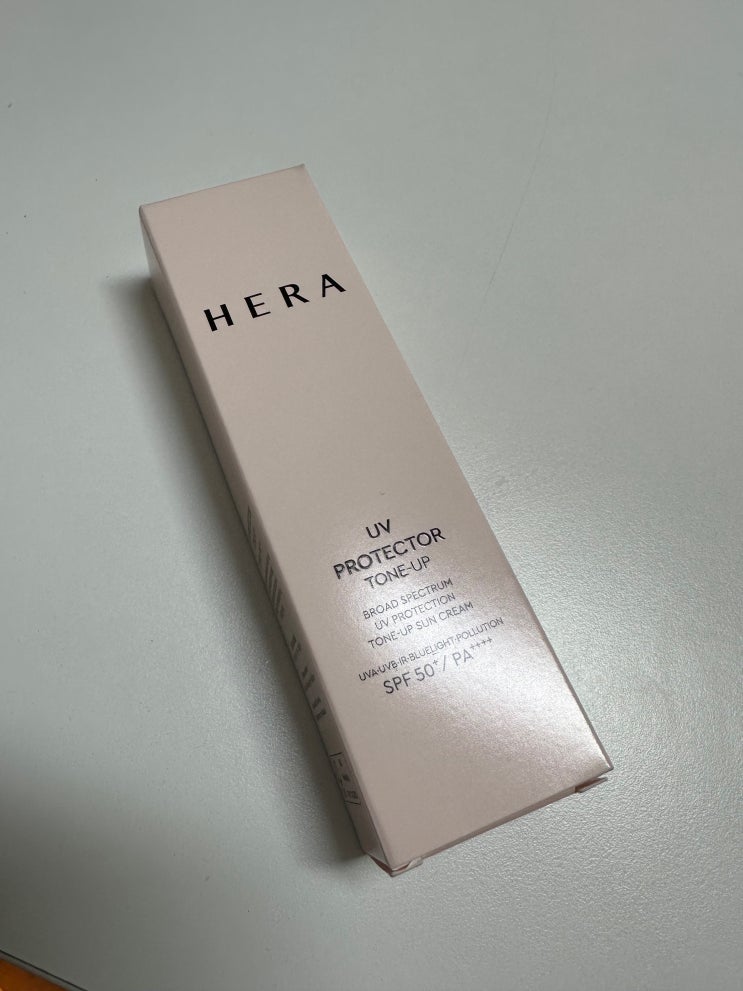 HERA
UV
PROTECTOR
TONE-UP
BROAD SPECTRUM
UV PROTECTION
TONE-UP SUN CREAM
UVA·UVB·IR·BLUELIGHT·POLLUTION
SPF 50+/ PA++++